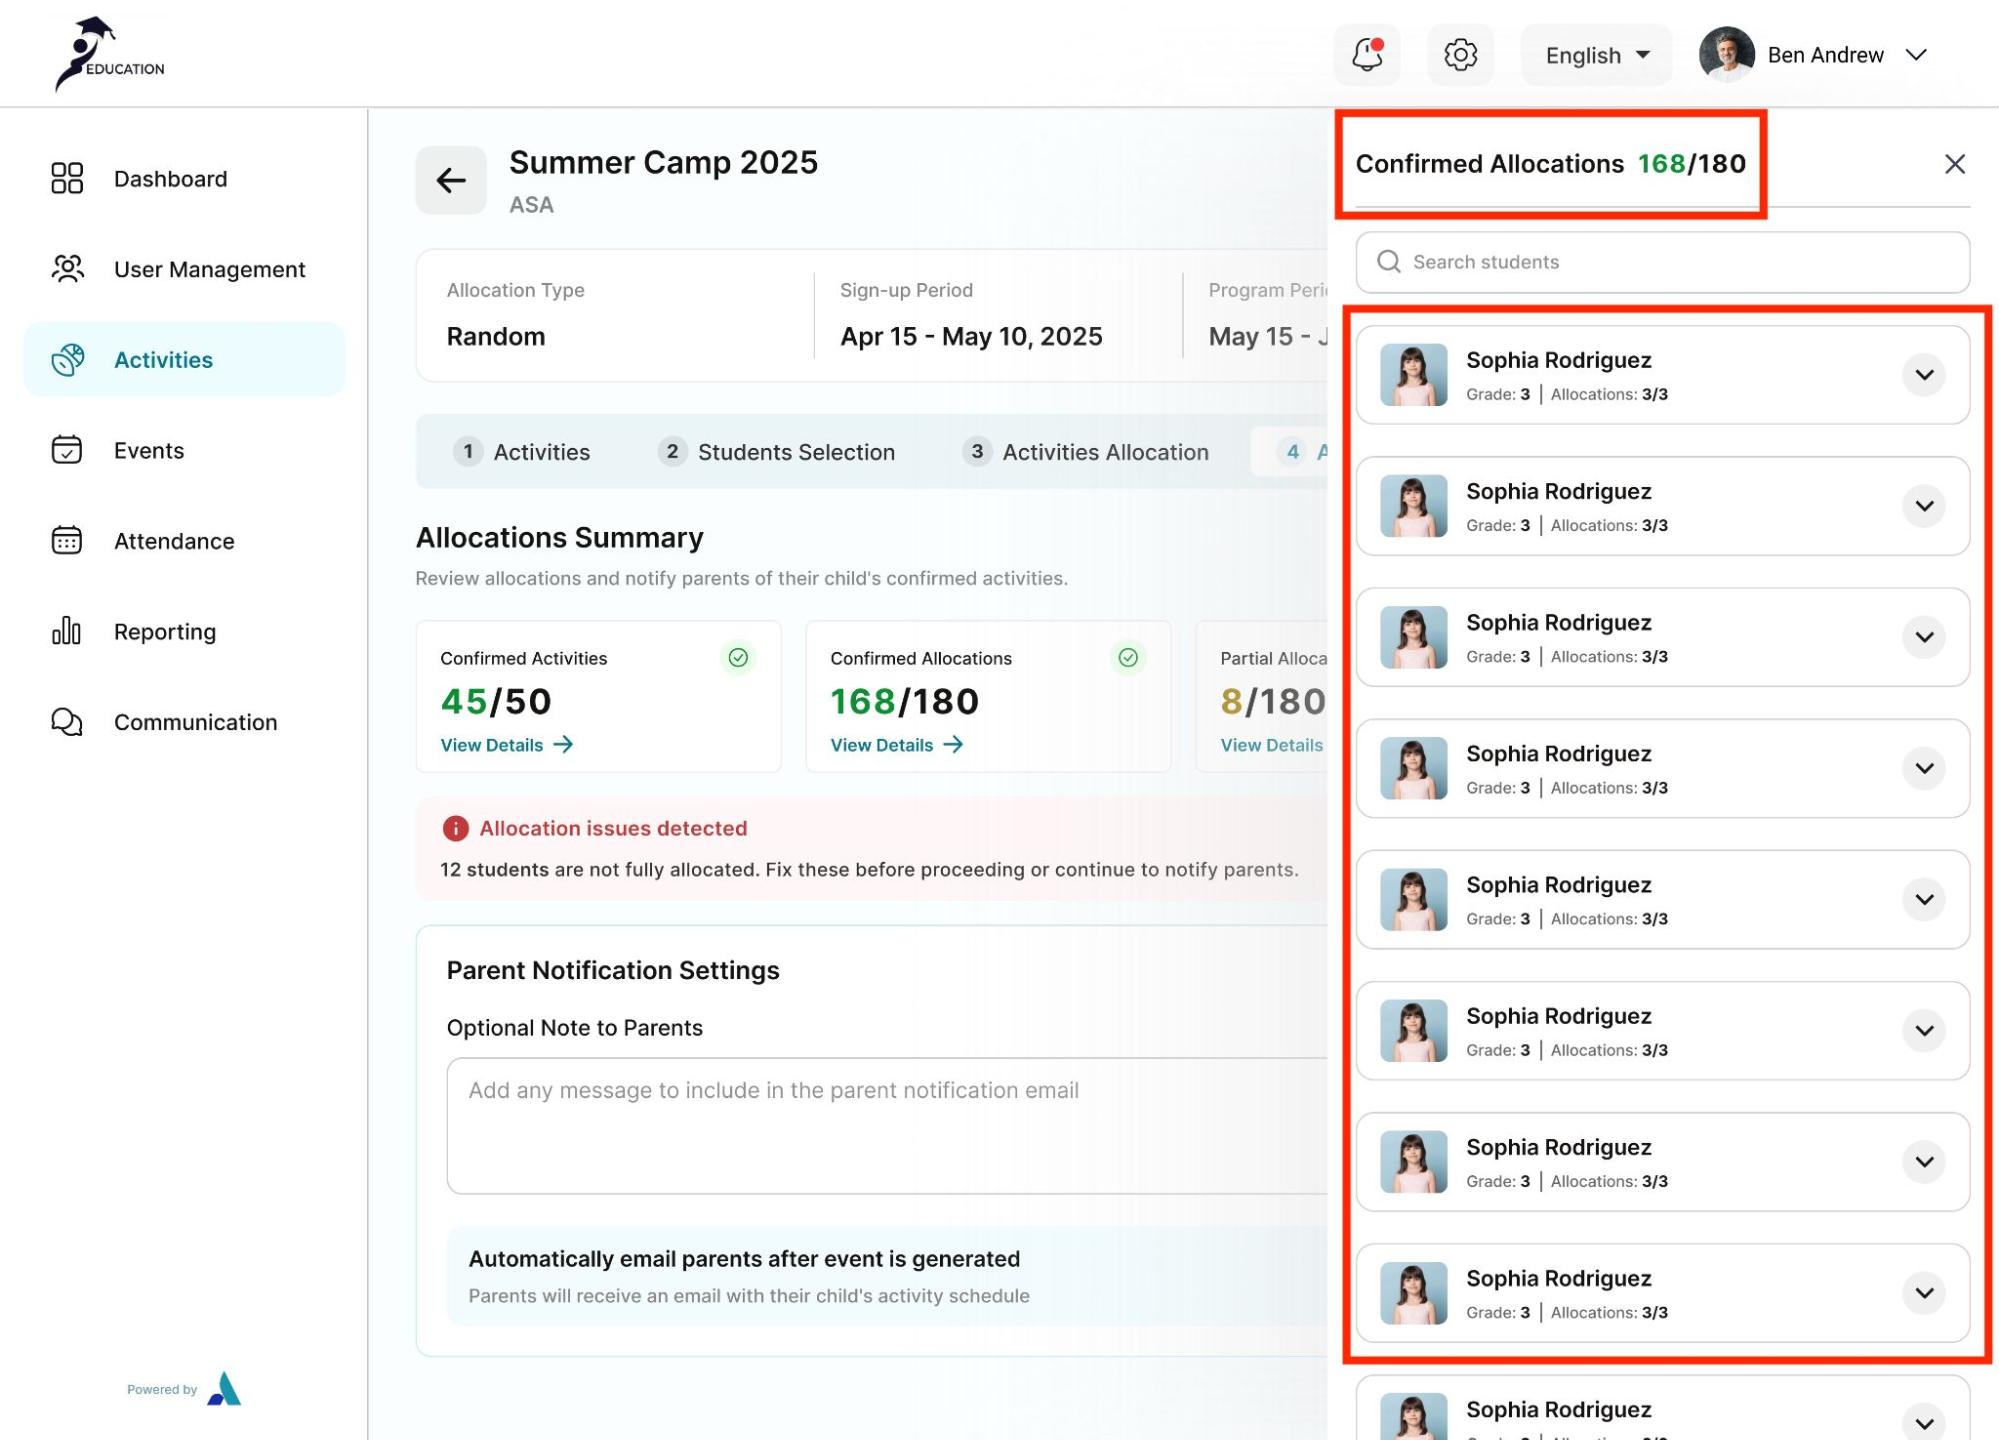 EDUCATION
English
Ben Andrew
Dashboard
User Management
Activities
Events
Attendance
Reporting
Communication
Powered by
Summer Camp 2025
ASA
Allocation Type
Random
Sign-up Period
Apr 15 - May 10, 2025
Program
May 15 -
1 Activities
2 Students Selection
3 Activities Allocation
4 A
Allocations Summary
Review allocations and notify parents of their child's confirmed activities.
Confirmed Activities
45/50
View Details
Confirmed Allocations
168/180
View Details
Partial
8/180
View Details
Allocation issues detected
12 students are not fully allocated. Fix these before proceeding or continue to notify parents.
Parent Notification Settings
Optional Note to Parents
Add any message to include in the parent notification email
Automatically email parents after event is generated
Parents will receive an email with their child's activity schedule
Confirmed Allocations 168/180
Search students
Sophia Rodriguez
Grade: 3 | Allocations: 3/3
Sophia Rodriguez
Grade: 3 | Allocations: 3/3
Sophia Rodriguez
Grade: 3 | Allocations: 3/3
Sophia Rodriguez
Grade: 3 | Allocations: 3/3
Sophia Rodriguez
Grade: 3 | Allocations: 3/3
Sophia Rodriguez
Grade: 3 | Allocations: 3/3
Sophia Rodriguez
Grade: 3 | Allocations: 3/3
Sophia Rodriguez
Grade: 3 | Allocations: 3/3
Sophia Rodriguez